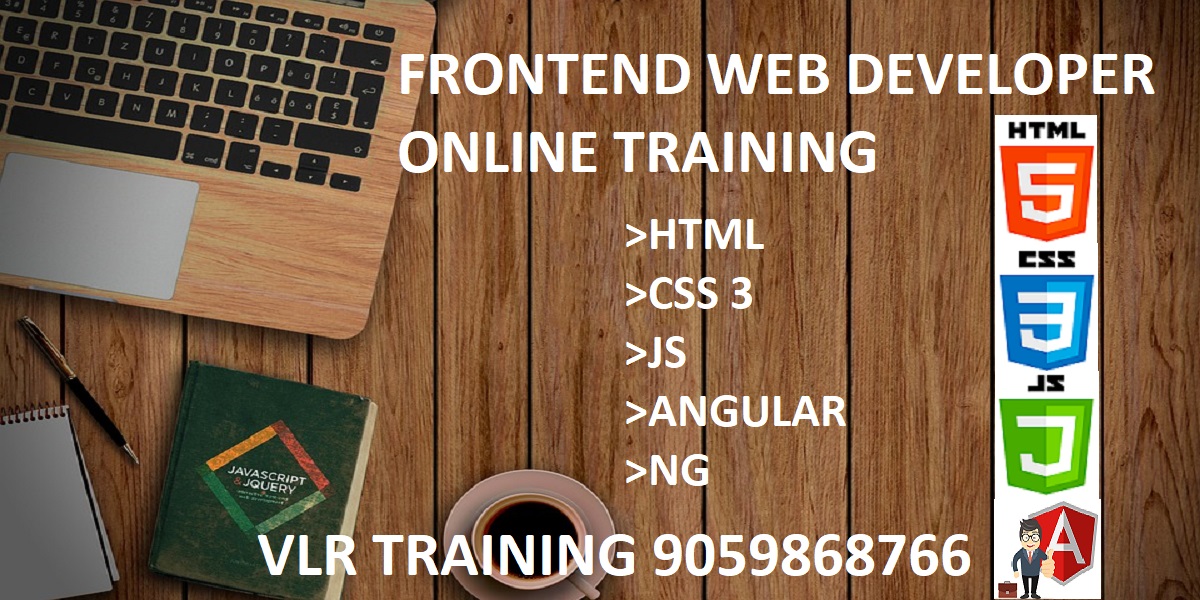 FRONTEND WEB DEVELOPER
ONLINE TRAINING
>HTML
>CSS 3
>JS
>ANGULAR
>NG
VLR TRAINING 9059868766
HTML
5
CSS
3
JS
J
A
JAVASCRIPT
& JQUERY